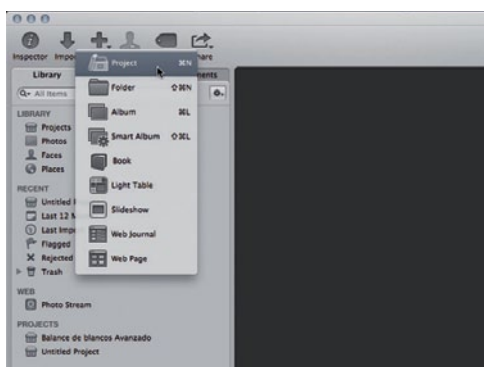 Inspector Impo hare
Library ments
All Items
Project ⌘N
Folder ⇧⌘N
Album ⌘L
Smart Album ⇧⌘L
Book
Light Table
Slideshow
Web Journal
Web Page
LIBRARY
Projects
Photos
Faces
Places
RECENT
Untitled
Last 12 M
Last Impo
Flagged
Rejected
Trash
WEB
Photo Stream
PROJECTS
Balance de blancos Avanzado
Untitled Project